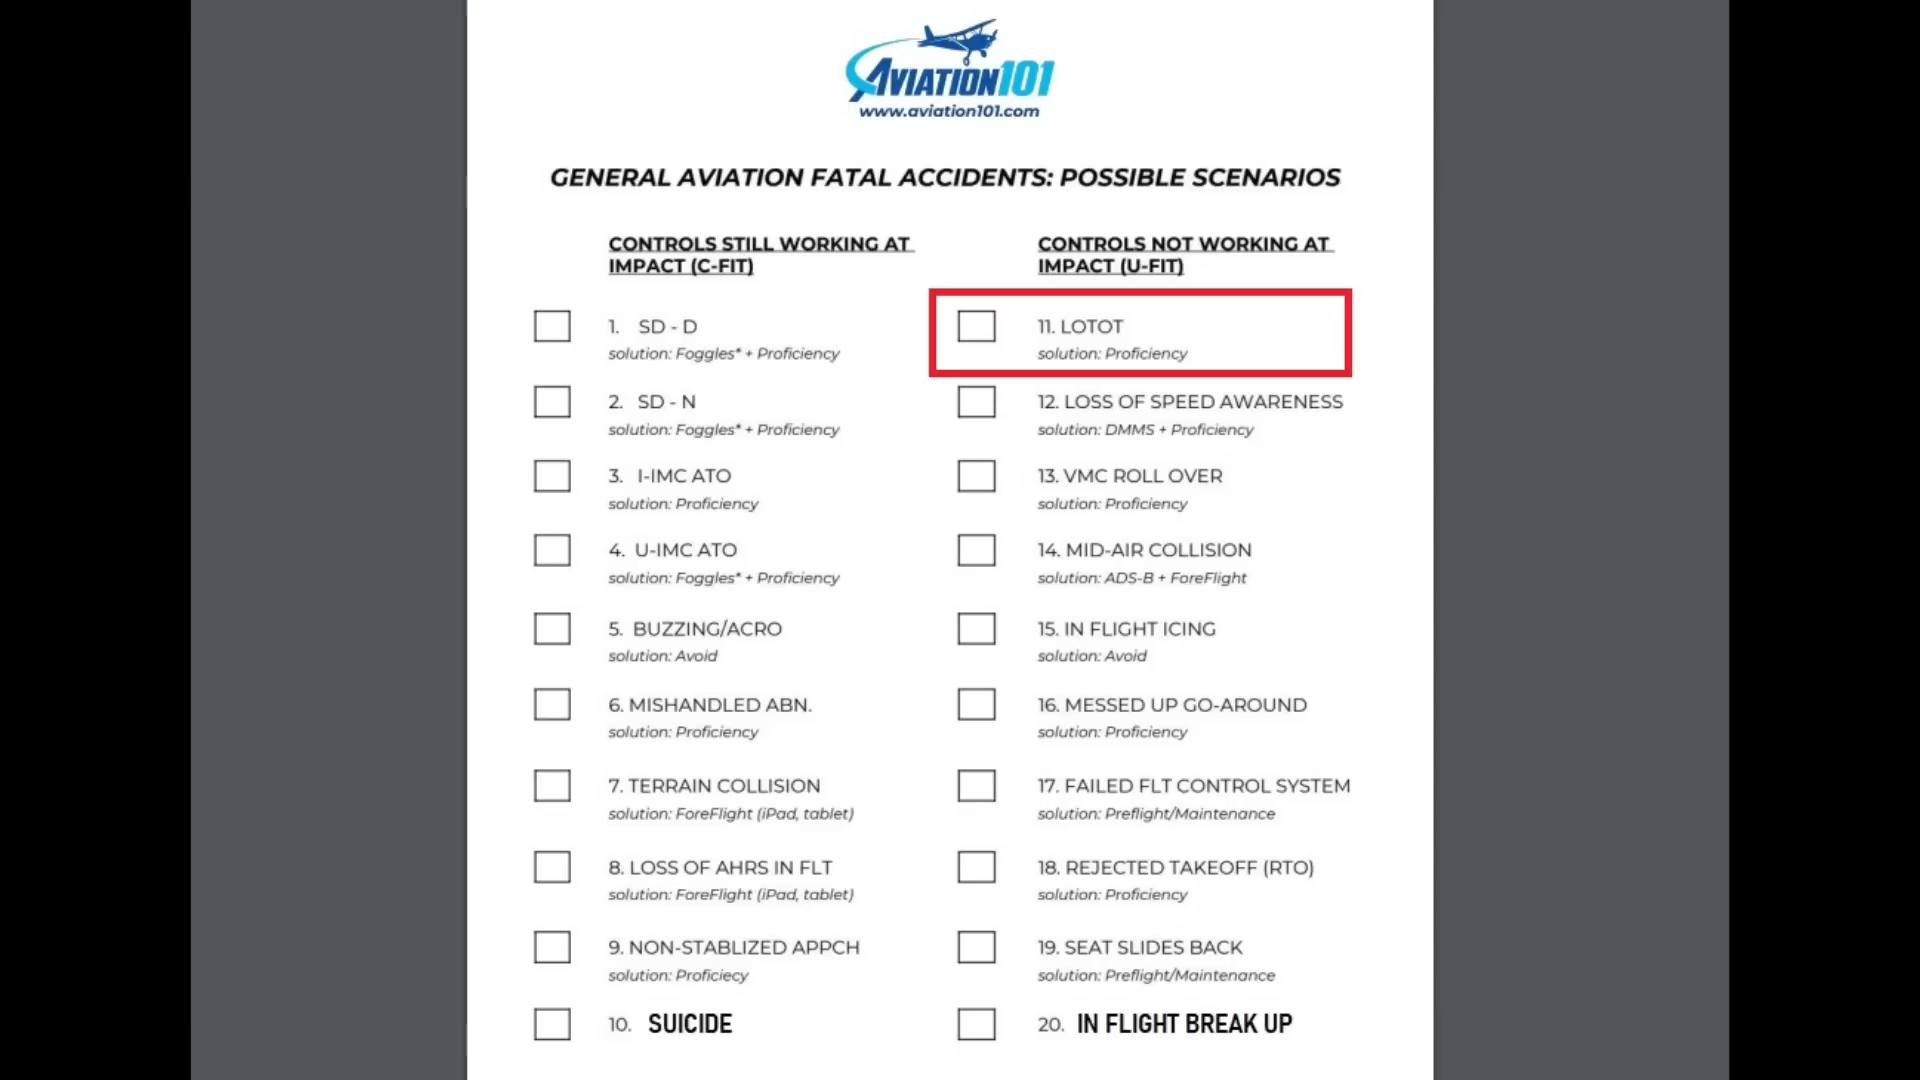 AVIATION101
www.aviation101.com
GENERAL AVIATION FATAL ACCIDENTS: POSSIBLE SCENARIOS
CONTROLS STILL WORKING AT
IMPACT (C-FIT)
1. SD - D
solution: Foggles* + Proficiency
2. SD - N
solution: Foggles* + Proficiency
3. I-IMC ATO
solution: Proficiency
4. U-IMC ATO
solution: Foggles* + Proficiency
5. BUZZING/ACRO
solution: Avoid
6. MISHANDLED ABN.
solution: Proficiency
7. TERRAIN COLLISION
solution: ForeFlight (iPad, tablet)
8. LOSS OF AHRS IN FLT
solution: ForeFlight (iPad, tablet)
9. NON-STABLIZED APPCH
solution: Proficiecy
10. SUICIDE
CONTROLS NOT WORKING AT
IMPACT (U-FIT)
11. LOTOT
solution: Proficiency
12. LOSS OF SPEED AWARENESS
solution: DMMS + Proficiency
13. VMC ROLL OVER
solution: Proficiency
14. MID-AIR COLLISION
solution: ADS-B + ForeFlight
15. IN FLIGHT ICING
solution: Avoid
16. MESSED UP GO-AROUND
solution: Proficiency
17. FAILED FLT CONTROL SYSTEM
solution: Preflight/Maintenance
18. REJECTED TAKEOFF (RTO)
solution: Proficiency
19. SEAT SLIDES BACK
solution: Preflight/Maintenance
20. IN FLIGHT BREAK UP